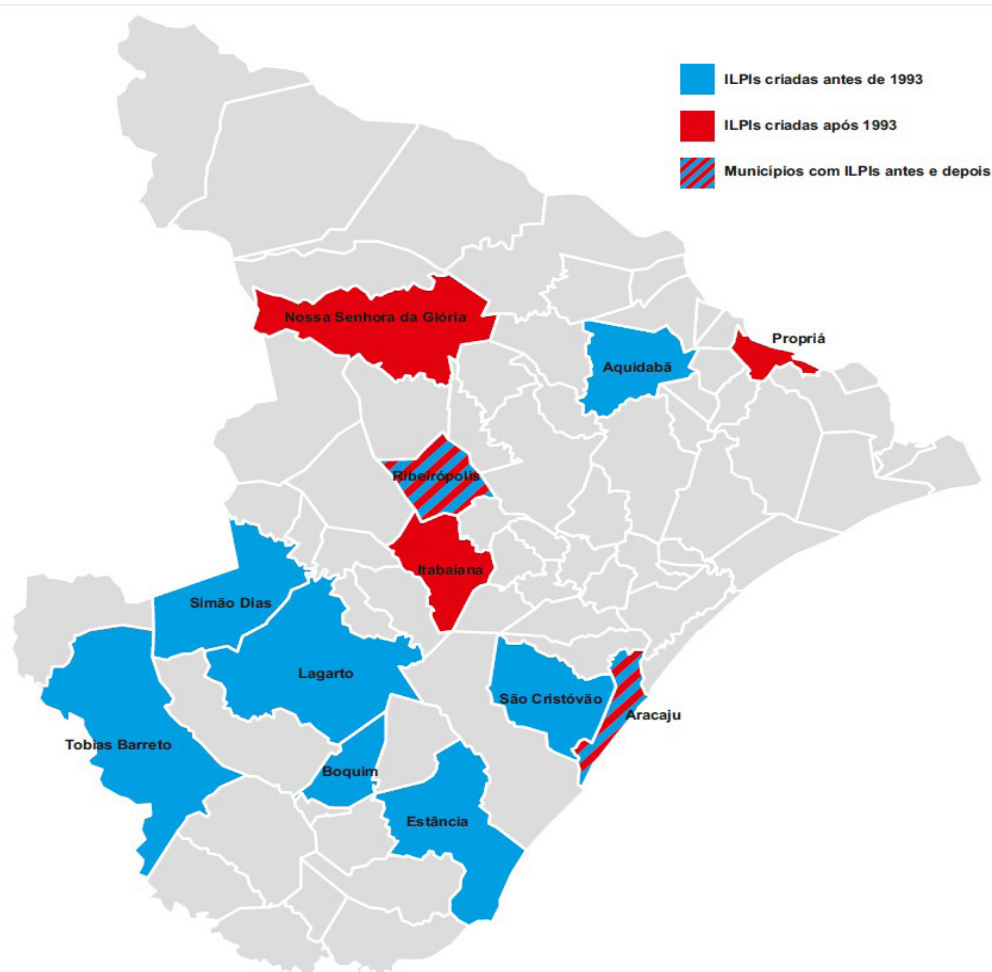 ILPIs criadas antes de 1993
ILPIs criadas após 1993
Municípios com ILPIs antes e depois
Nossa Senhora da Glória
Propriá
Aquidabã
Ribeirópolis
Itabaiana
Simão Dias
Lagarto
São Cristóvão
Aracaju
Tobias Barreto
Boquim
Estância